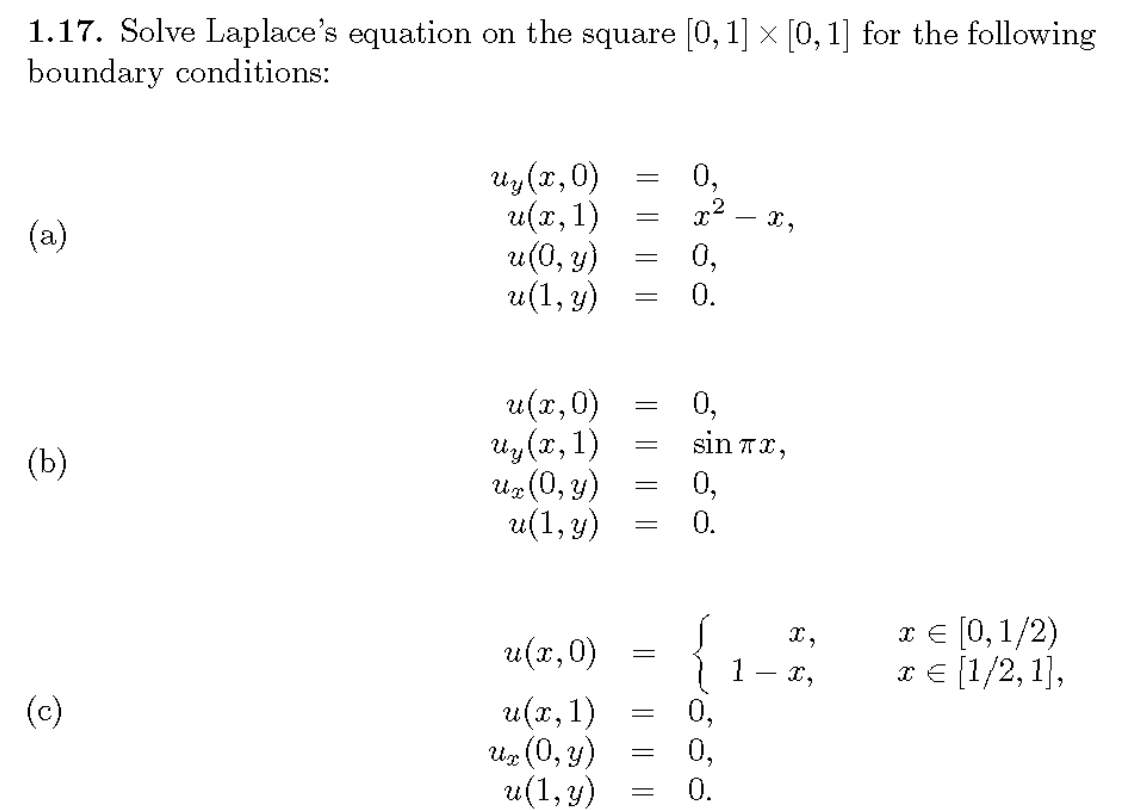 1.17. Solve Laplace's equation on the square [0, 1] × [0, 1] for the following
boundary conditions:
(a)
u_y(x, 0) = 0,
u(x, 1) = x² − x,
u(0, y) = 0,
u(1, y) = 0.
(b)
u(x, 0) = 0,
u_y(x, 1) = sin πx,
u_x(0, y) = 0,
u(1, y) = 0.
(c)
u(x, 0) = { x, x ∈ [0, 1/2)
1 − x, x ∈ [1/2, 1],
u(x, 1) = 0,
u_x(0, y) = 0,
u(1, y) = 0.